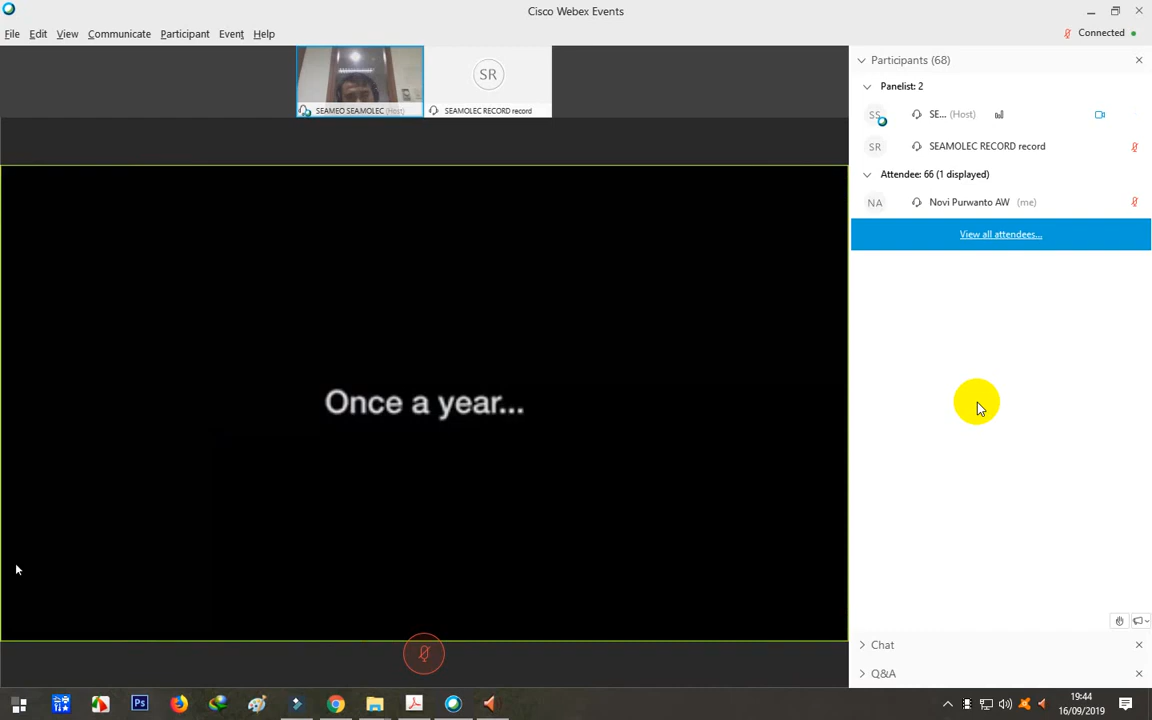 Cisco Webex Events
File Edit View Communicate Participant Event Help
Connected
SR
SEAMEO SEAMOLEC (Host)
SEAMOLEC RECORD record
Participants (68)
Panelist: 2
SS SE... (Host)
SR SEAMOLEC RECORD record
Attendee: 66 (1 displayed)
NA Novi Purwanto AW (me)
View all attendees...
Once a year...
Chat
Q&A
Ps
19:44
16/09/2019